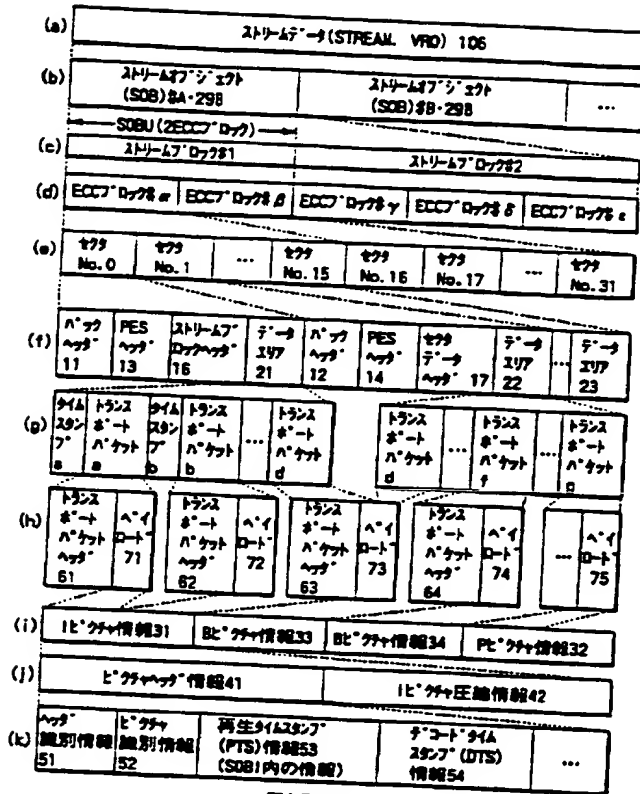 (a) ストリームデータ(STREAM. VRO) 106
(b) ストリームオブジェクト ストリームオブジェクト
(SOB)$A・298 (SOB)$B・298 ...
SOBU(2ECCブロック)
(c) ストリームブロック$1 ストリームブロック$2
(d) ECCブロック$α ECCブロック$β ECCブロック$γ ECCブロック$δ ECCブロック$ε
(e) セクタ セクタ ... セクタ セクタ セクタ ... セクタ
No.0 No.1 No.15 No.16 No.17 No.31
(f) パック PES ストリームブ データ パック PES セクタ データ データ
ヘッダ ヘッダ ロックヘッダ エリア ヘッダ ヘッダ データ エリア ... エリア
11 13 16 21 12 14 ヘッダ 17 22 23
(g) タイム トランス タイム トランス トランス トランス トランス トランス
スタン スポート スタン スポート ... スポート スポート ... スポート ... スポート
プ パケット プ パケット パケット パケット パケット パケット
a a b b d d f g
(h) トランス ペイ トランス ペイ トランス ペイ トランス ペイ ペイ
ポート ロード ポート ロード ポート ロード ポート ロード ... ロード
パケット 71 パケット 72 パケット 73 パケット 74 75
ヘッダ ヘッダ ヘッダ ヘッダ
61 62 63 64
(i) Iピクチャ情報31 Bピクチャ情報33 Bピクチャ情報34 Pピクチャ情報32
(j) ピクチャヘッダ情報41 Iピクチャ圧縮情報42
(k) ヘッダ ピクチャ 再生タイムスタンプ デコードタイム
識別情報 識別情報 (PTS)情報53 スタンプ(DTS) ...
51 52 (SOBI内の情報) 情報54